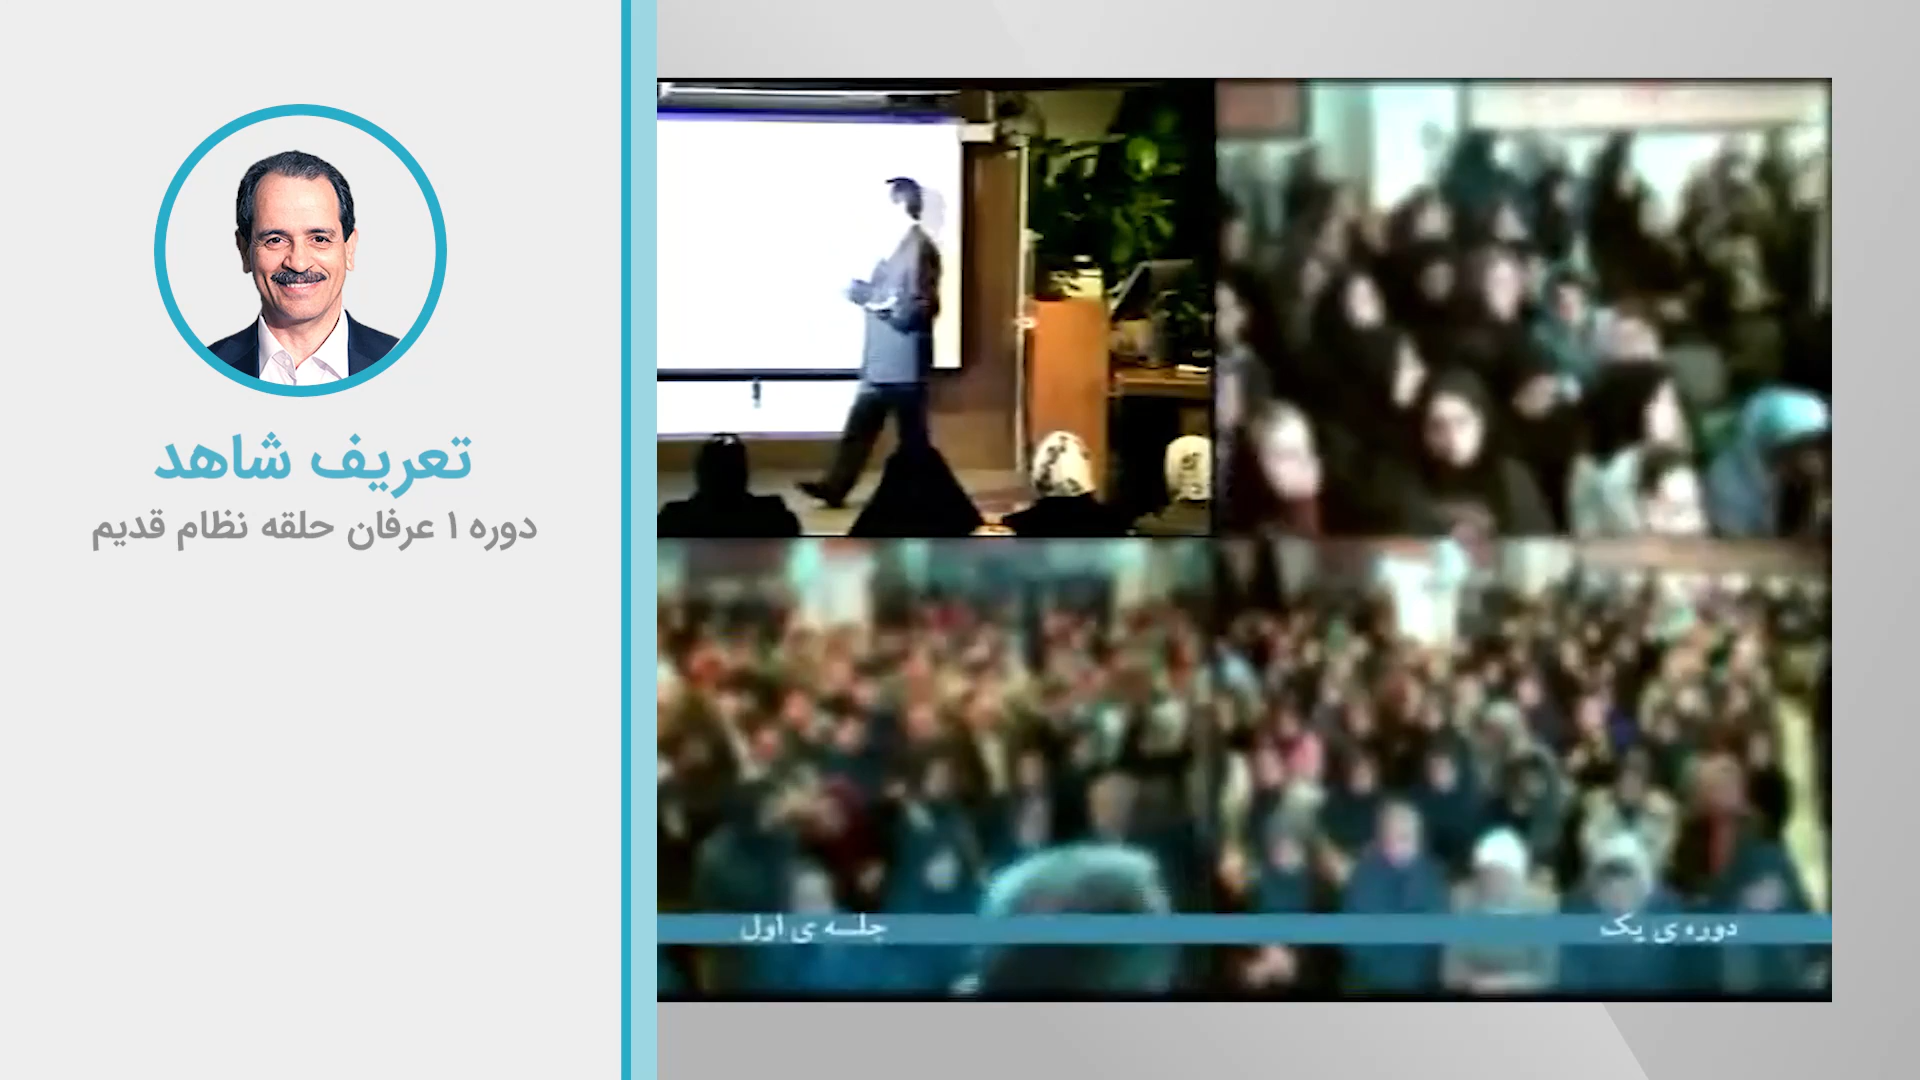 تعریف شاهد
دوره ۱ عرفان حلقه نظام قدیم
دوره ی یک
جلسه ی اول